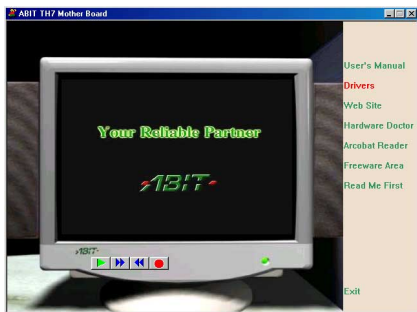 ABIT TH7 Mother Board
Your Reliable Partner
ABIT
ABIT
User's Manual
Drivers
Web Site
Hardware Doctor
Arcobat Reader
Freeware Area
Read Me First
Exit